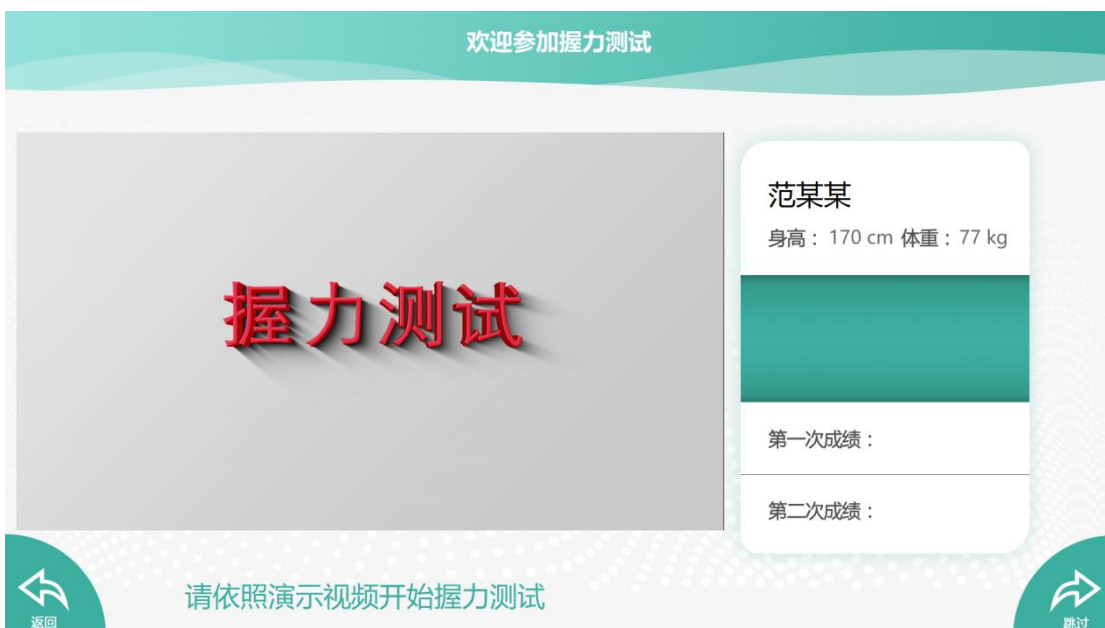 欢迎参加握力测试
握力测试
范某某
身高：170 cm 体重：77 kg
第一次成绩：
第二次成绩：
请依照演示视频开始握力测试
返回
跳过